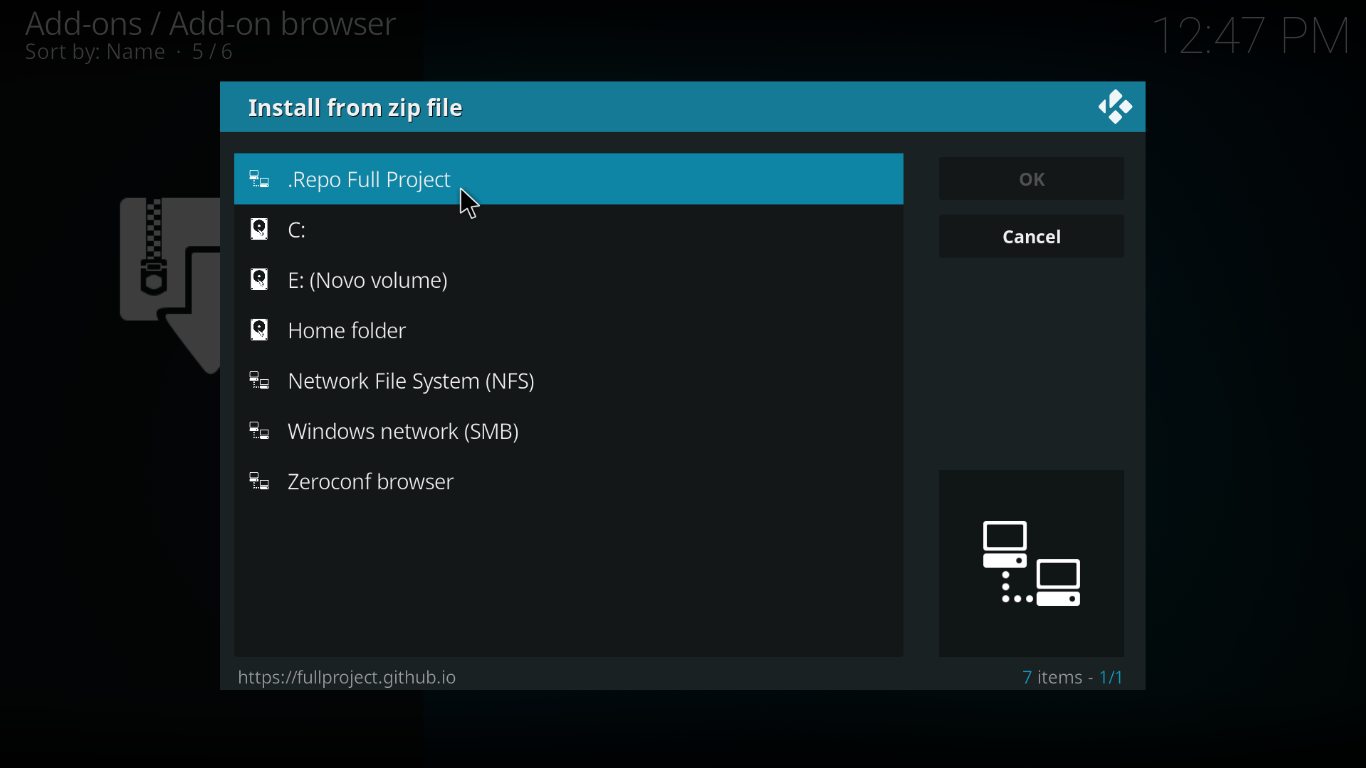 Add-ons / Add-on browser
Sort by: Name · 5 / 6
12:47 PM
Install from zip file
.Repo Full Project
C:
E: (Novo volume)
Home folder
Network File System (NFS)
Windows network (SMB)
Zeroconf browser
OK
Cancel
https://fullproject.github.io
7 items - 1/1